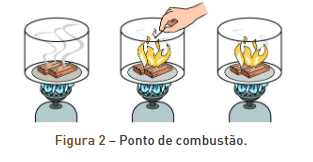 Figura 2 – Ponto de combustão.